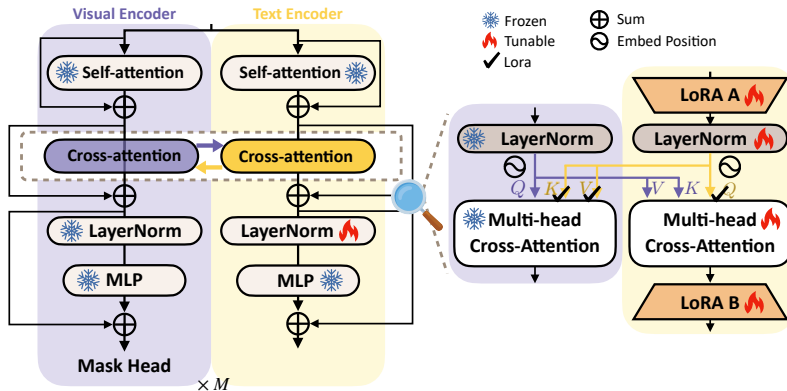 Visual Encoder
Text Encoder
Self-attention
Self-attention
Cross-attention
Cross-attention
LayerNorm
LayerNorm
MLP
MLP
Mask Head
× M
Frozen
Tunable
Lora
Sum
Embed Position
LoRA A
LayerNorm
LayerNorm
Q K V V K Q
Multi-head
Cross-Attention
Multi-head
Cross-Attention
LoRA B